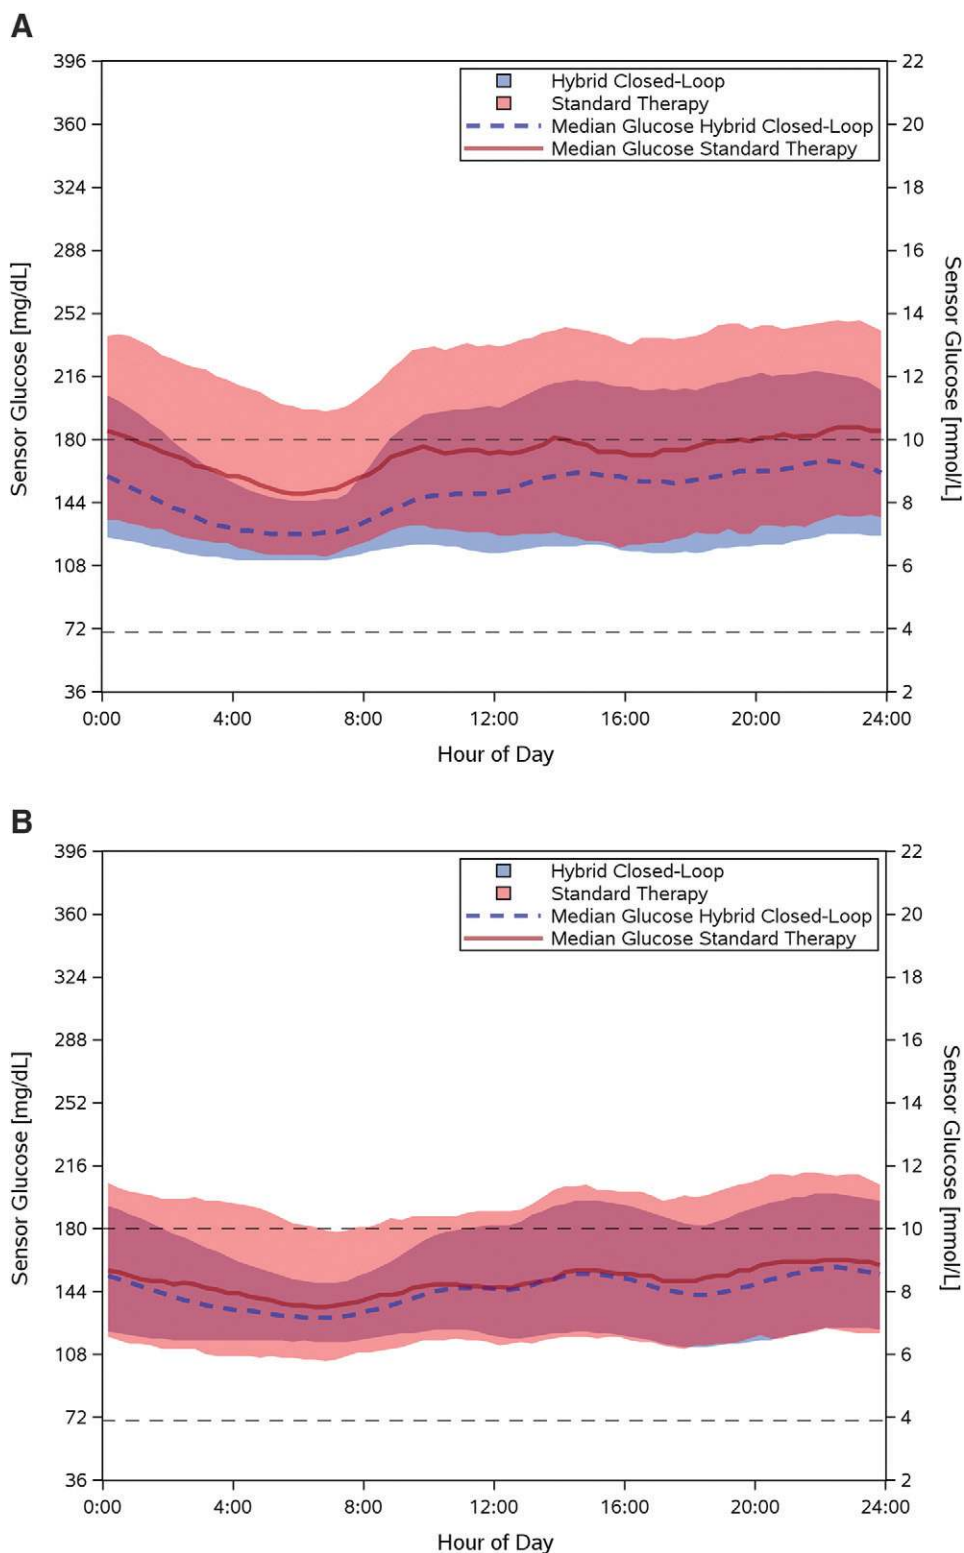 A
396
360
324
288
252
216
180
144
108
72
36
22
20
18
16
14
12
10
8
6
4
2
Sensor Glucose [mg/dL]
Sensor Glucose [mmol/L]
Hybrid Closed-Loop
Standard Therapy
Median Glucose Hybrid Closed-Loop
Median Glucose Standard Therapy
0:00 4:00 8:00 12:00 16:00 20:00 24:00
Hour of Day
B
396
360
324
288
252
216
180
144
108
72
36
22
20
18
16
14
12
10
8
6
4
2
Sensor Glucose [mg/dL]
Sensor Glucose [mmol/L]
Hybrid Closed-Loop
Standard Therapy
Median Glucose Hybrid Closed-Loop
Median Glucose Standard Therapy
0:00 4:00 8:00 12:00 16:00 20:00 24:00
Hour of Day